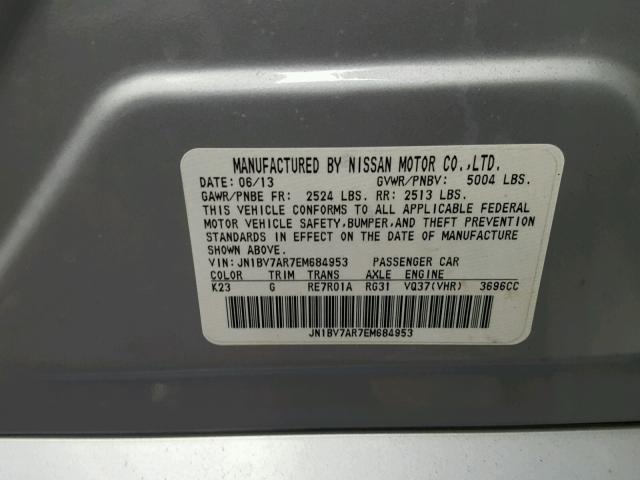 MANUFACTURED BY NISSAN MOTOR CO.,LTD.
DATE: 06/13 GVWR/PNBV: 5004 LBS.
GAWR/PNBE FR: 2524 LBS. RR: 2513 LBS.
THIS VEHICLE CONFORMS TO ALL APPLICABLE FEDERAL
MOTOR VEHICLE SAFETY,BUMPER,AND THEFT PREVENTION
STANDARDS IN EFFECT ON THE DATE OF MANUFACTURE
SHOWN ABOVE.
VIN: JN1BV7AR7EM684953 PASSENGER CAR
COLOR TRIM TRANS AXLE ENGINE
K23 G RE7R01A RG31 VQ37(VHR) 3696CC
JN1BV7AR7EM684953